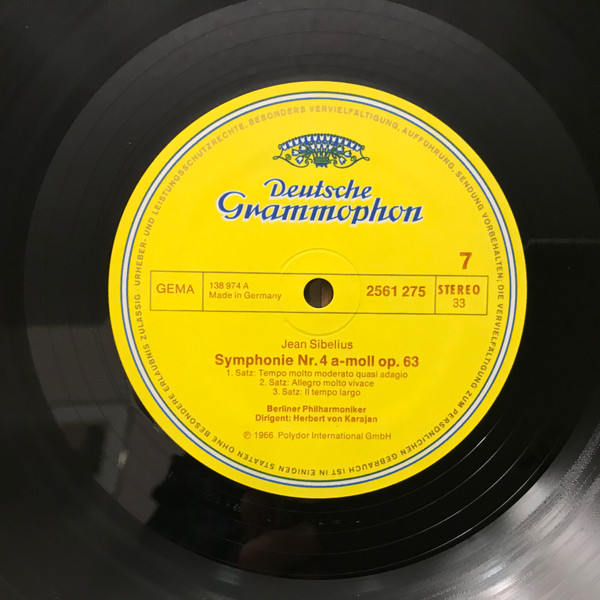 URHEBER- UND LEISTUNGSSCHUTZRECHTE, BESONDERS VERVIELFÄLTIGUNG, AUFFÜHRUNG, SENDUNG VORBEHALTEN; DIE VERVIELFÄLTIGUNG ZUM PERSÖNLICHEN GEBRAUCH IST IN EINIGEN STAATEN OHNE BESONDERE ERLAUBNIS ZULÄSSIG ·
Deutsche
Grammophon
7
GEMA
138 974 A
Made in Germany
2561 275
STEREO
33
Jean Sibelius
Symphonie Nr. 4 a-moll op. 63
1. Satz: Tempo molto moderato quasi adagio
2. Satz: Allegro molto vivace
3. Satz: Il tempo largo
Berliner Philharmoniker
Dirigent: Herbert von Karajan
℗ 1966 Polydor International GmbH